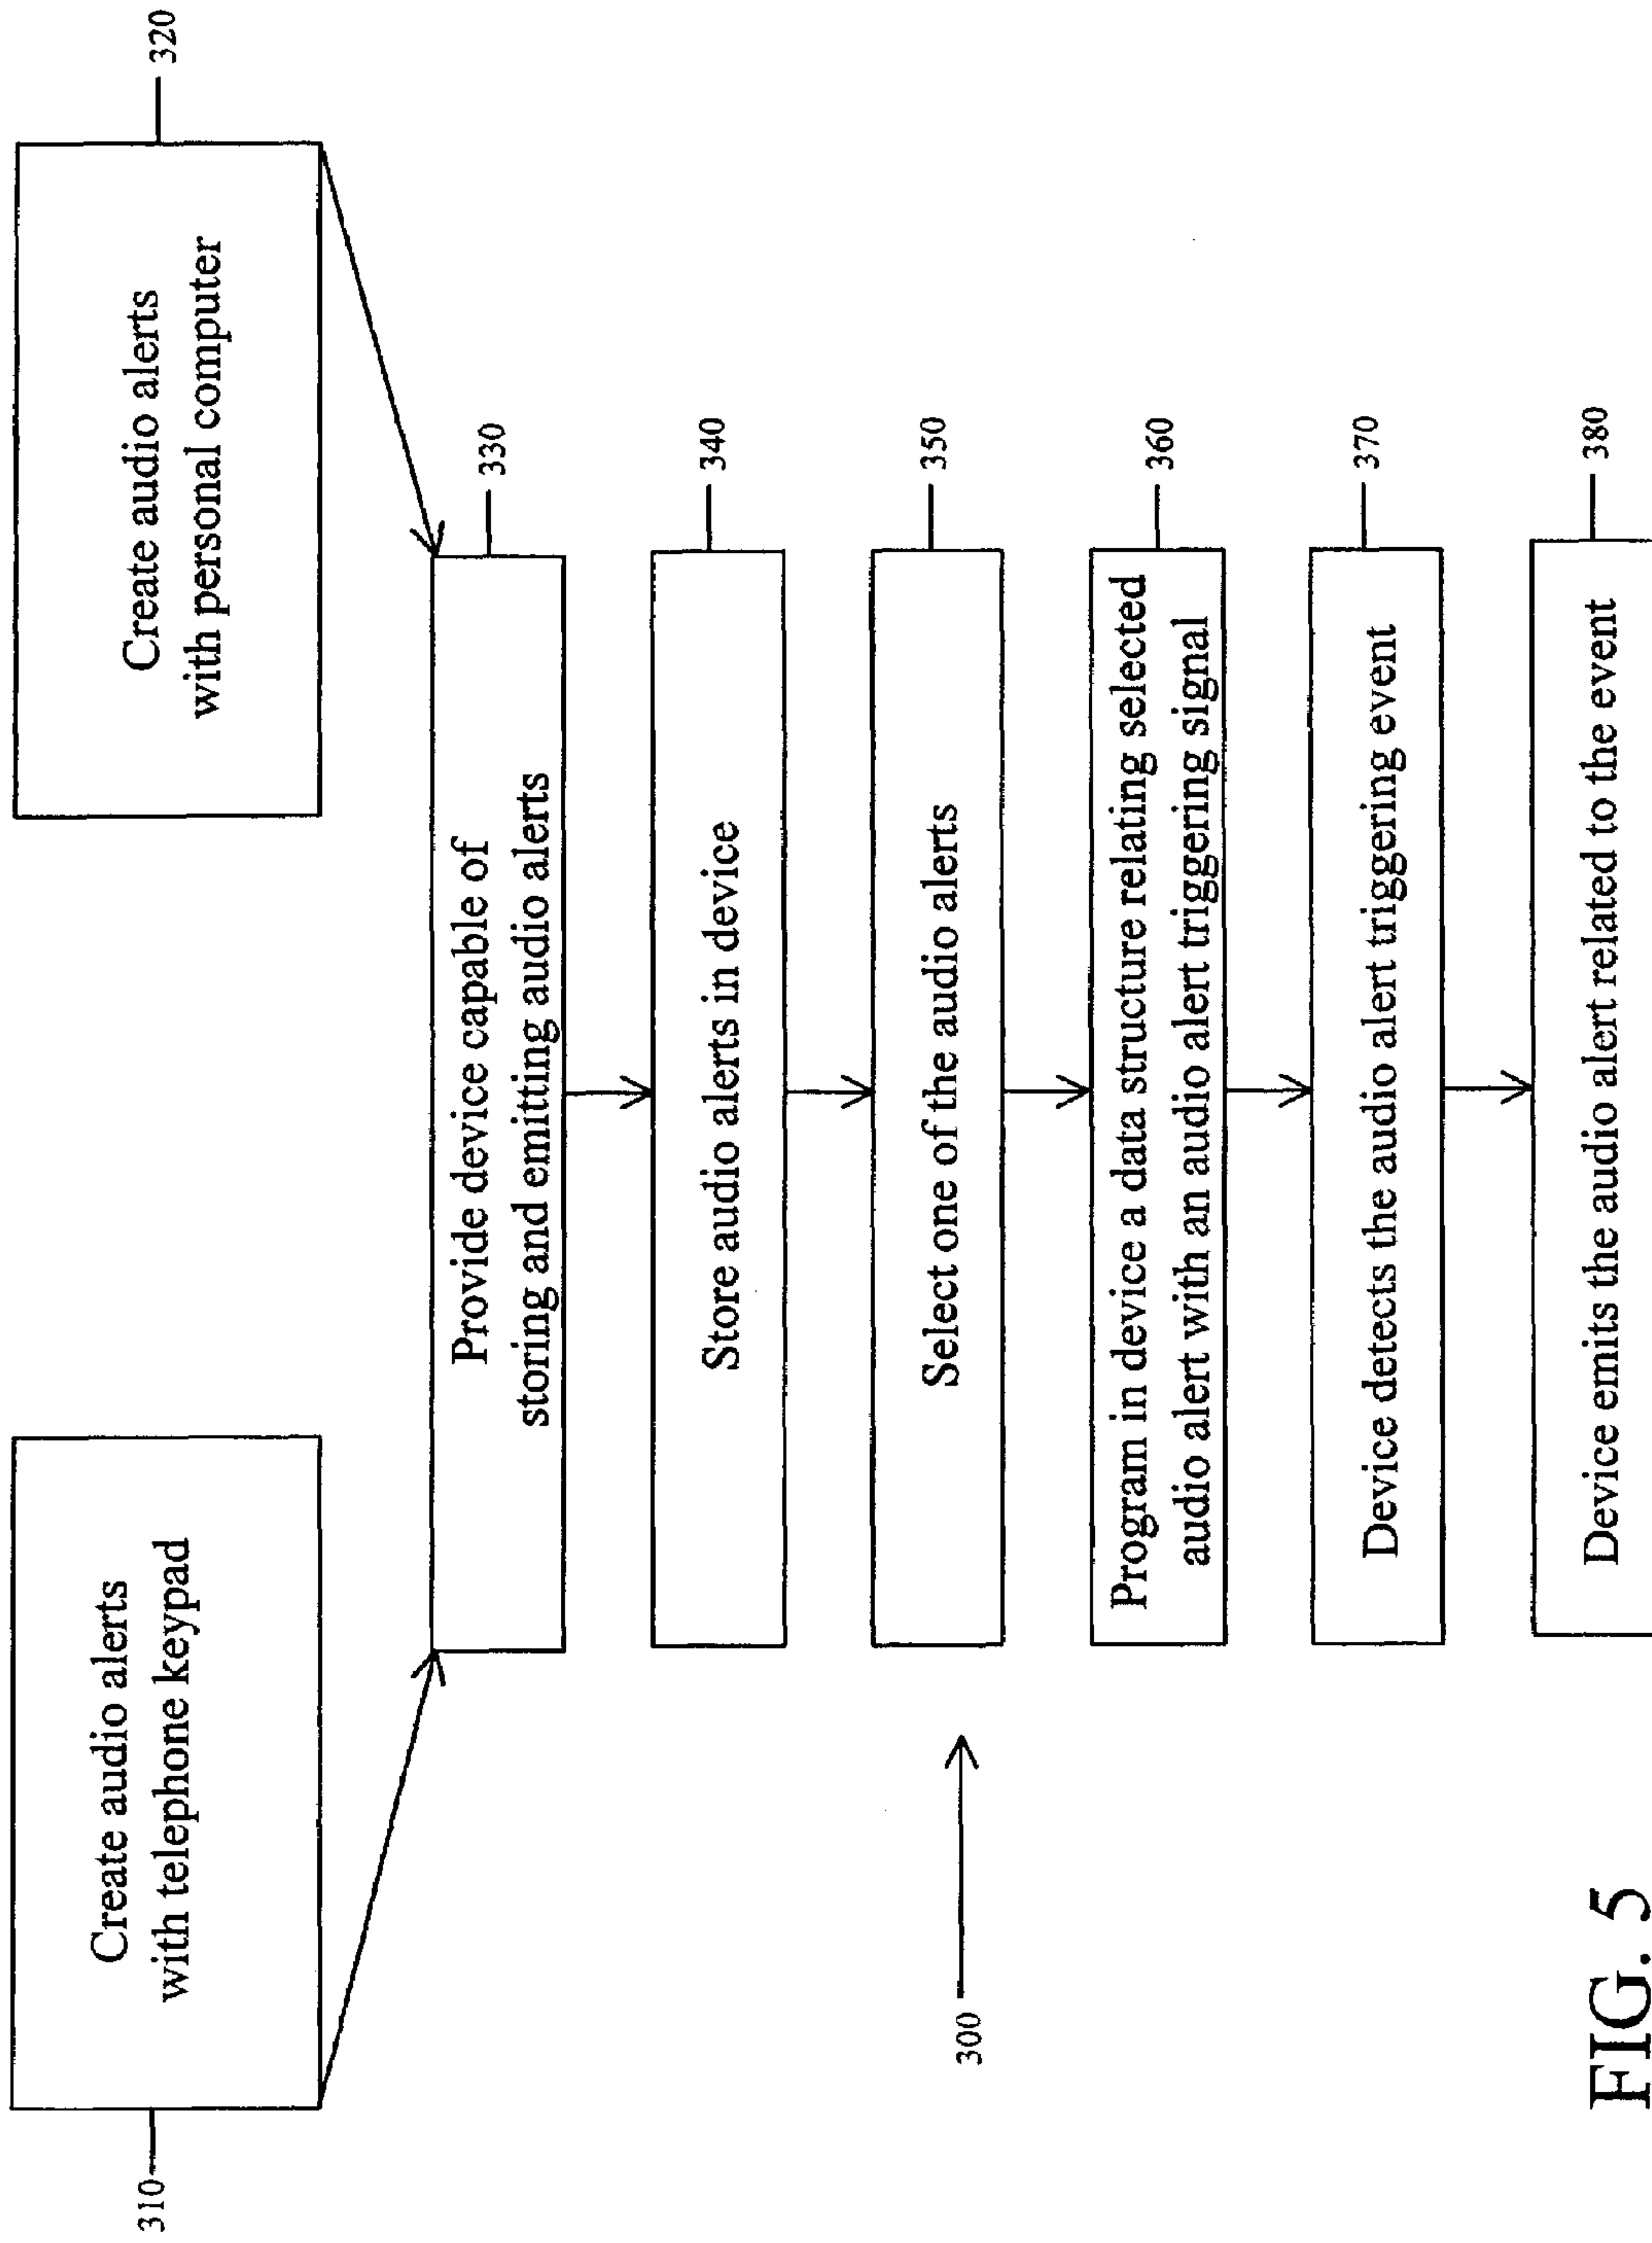 310
Create audio alerts
with telephone keypad
Create audio alerts
with personal computer
320
Provide device capable of
storing and emitting audio alerts
330
Store audio alerts in device
340
300
Select one of the audio alerts
350
Program in device a data structure relating selected
audio alert with an audio alert triggering signal
360
Device detects the audio alert triggering event
370
Device emits the audio alert related to the event
380
FIG. 5